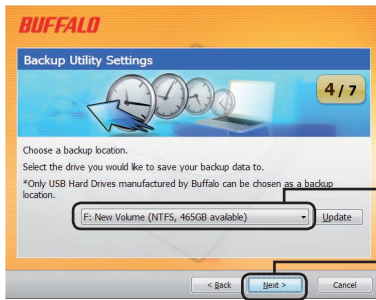 BUFFALO
Backup Utility Settings
4/7
Choose a backup location.
Select the drive you would like to save your backup data to.
*Only USB Hard Drives manufactured by Buffalo can be chosen as a backup
location.
F: New Volume (NTFS, 465GB available)
Update
< Back
Next >
Cancel